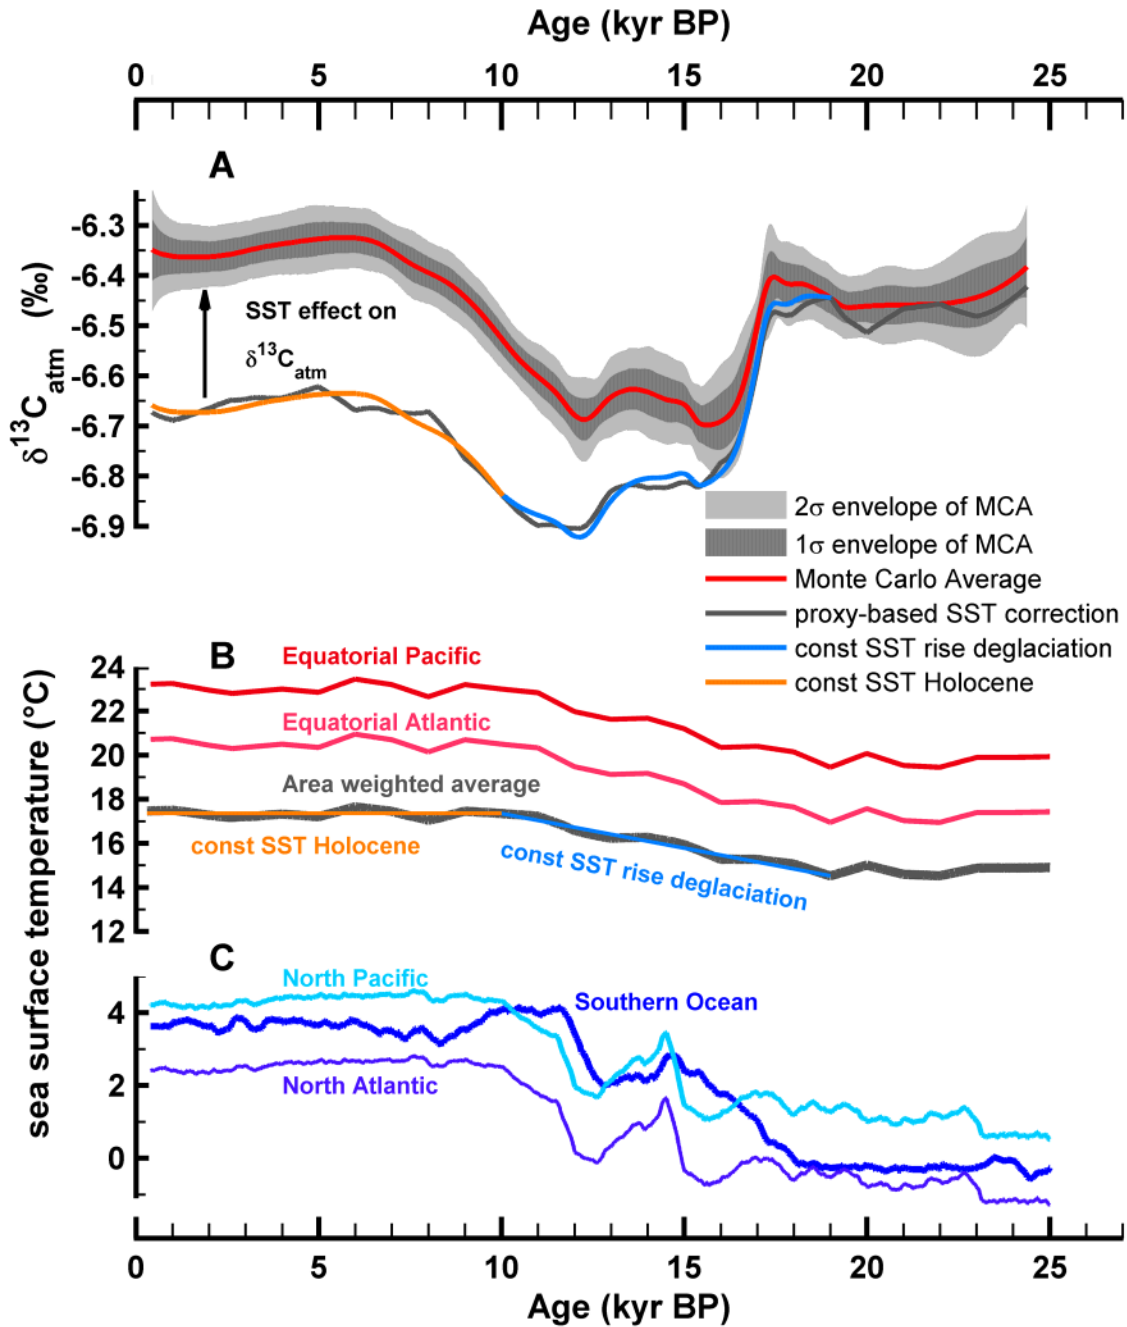 Age (kyr BP)
0 5 10 15 20 25
A
-6.3
-6.4
-6.5
-6.6
-6.7
-6.8
-6.9
δ¹³C_atm (‰)
SST effect on
δ¹³C_atm
2σ envelope of MCA
1σ envelope of MCA
Monte Carlo Average
proxy-based SST correction
const SST rise deglaciation
const SST Holocene
B
24
22
20
18
16
14
12
sea surface temperature (°C)
Equatorial Pacific
Equatorial Atlantic
Area weighted average
const SST Holocene
const SST rise deglaciation
C
4
2
0
North Pacific
Southern Ocean
North Atlantic
0 5 10 15 20 25
Age (kyr BP)